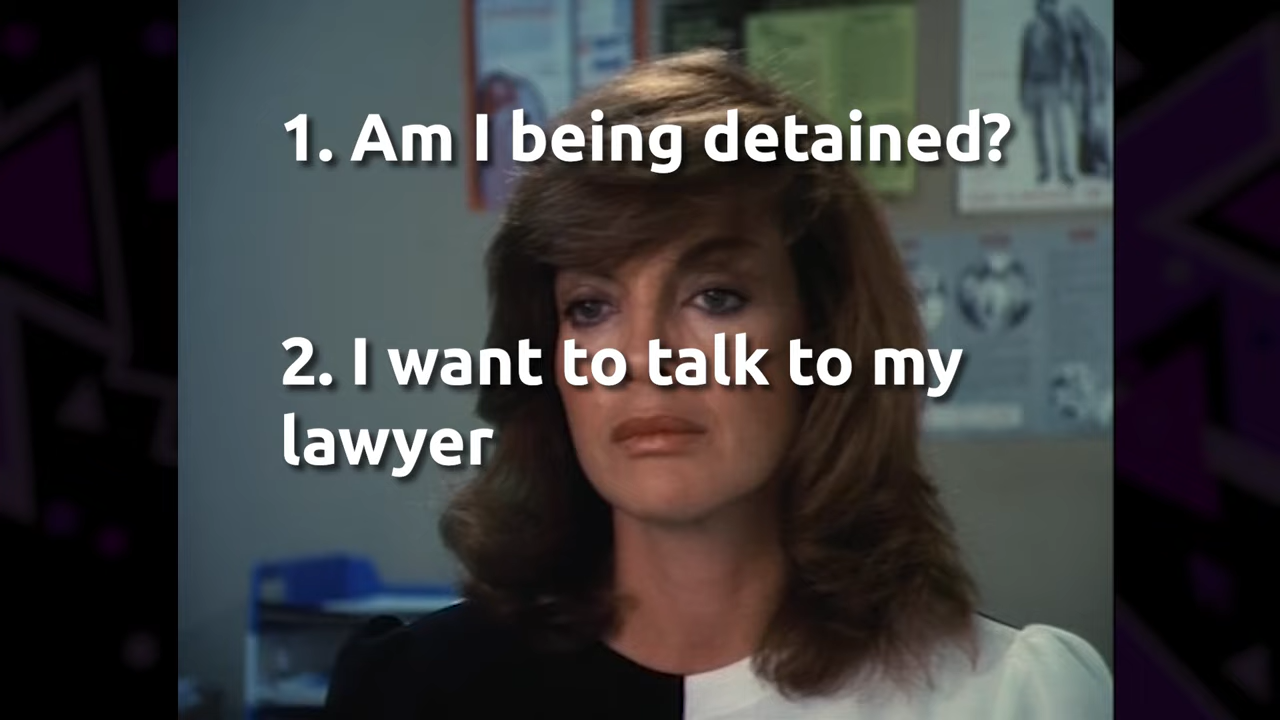 1. Am I being detained?
2. I want to talk to my
lawyer